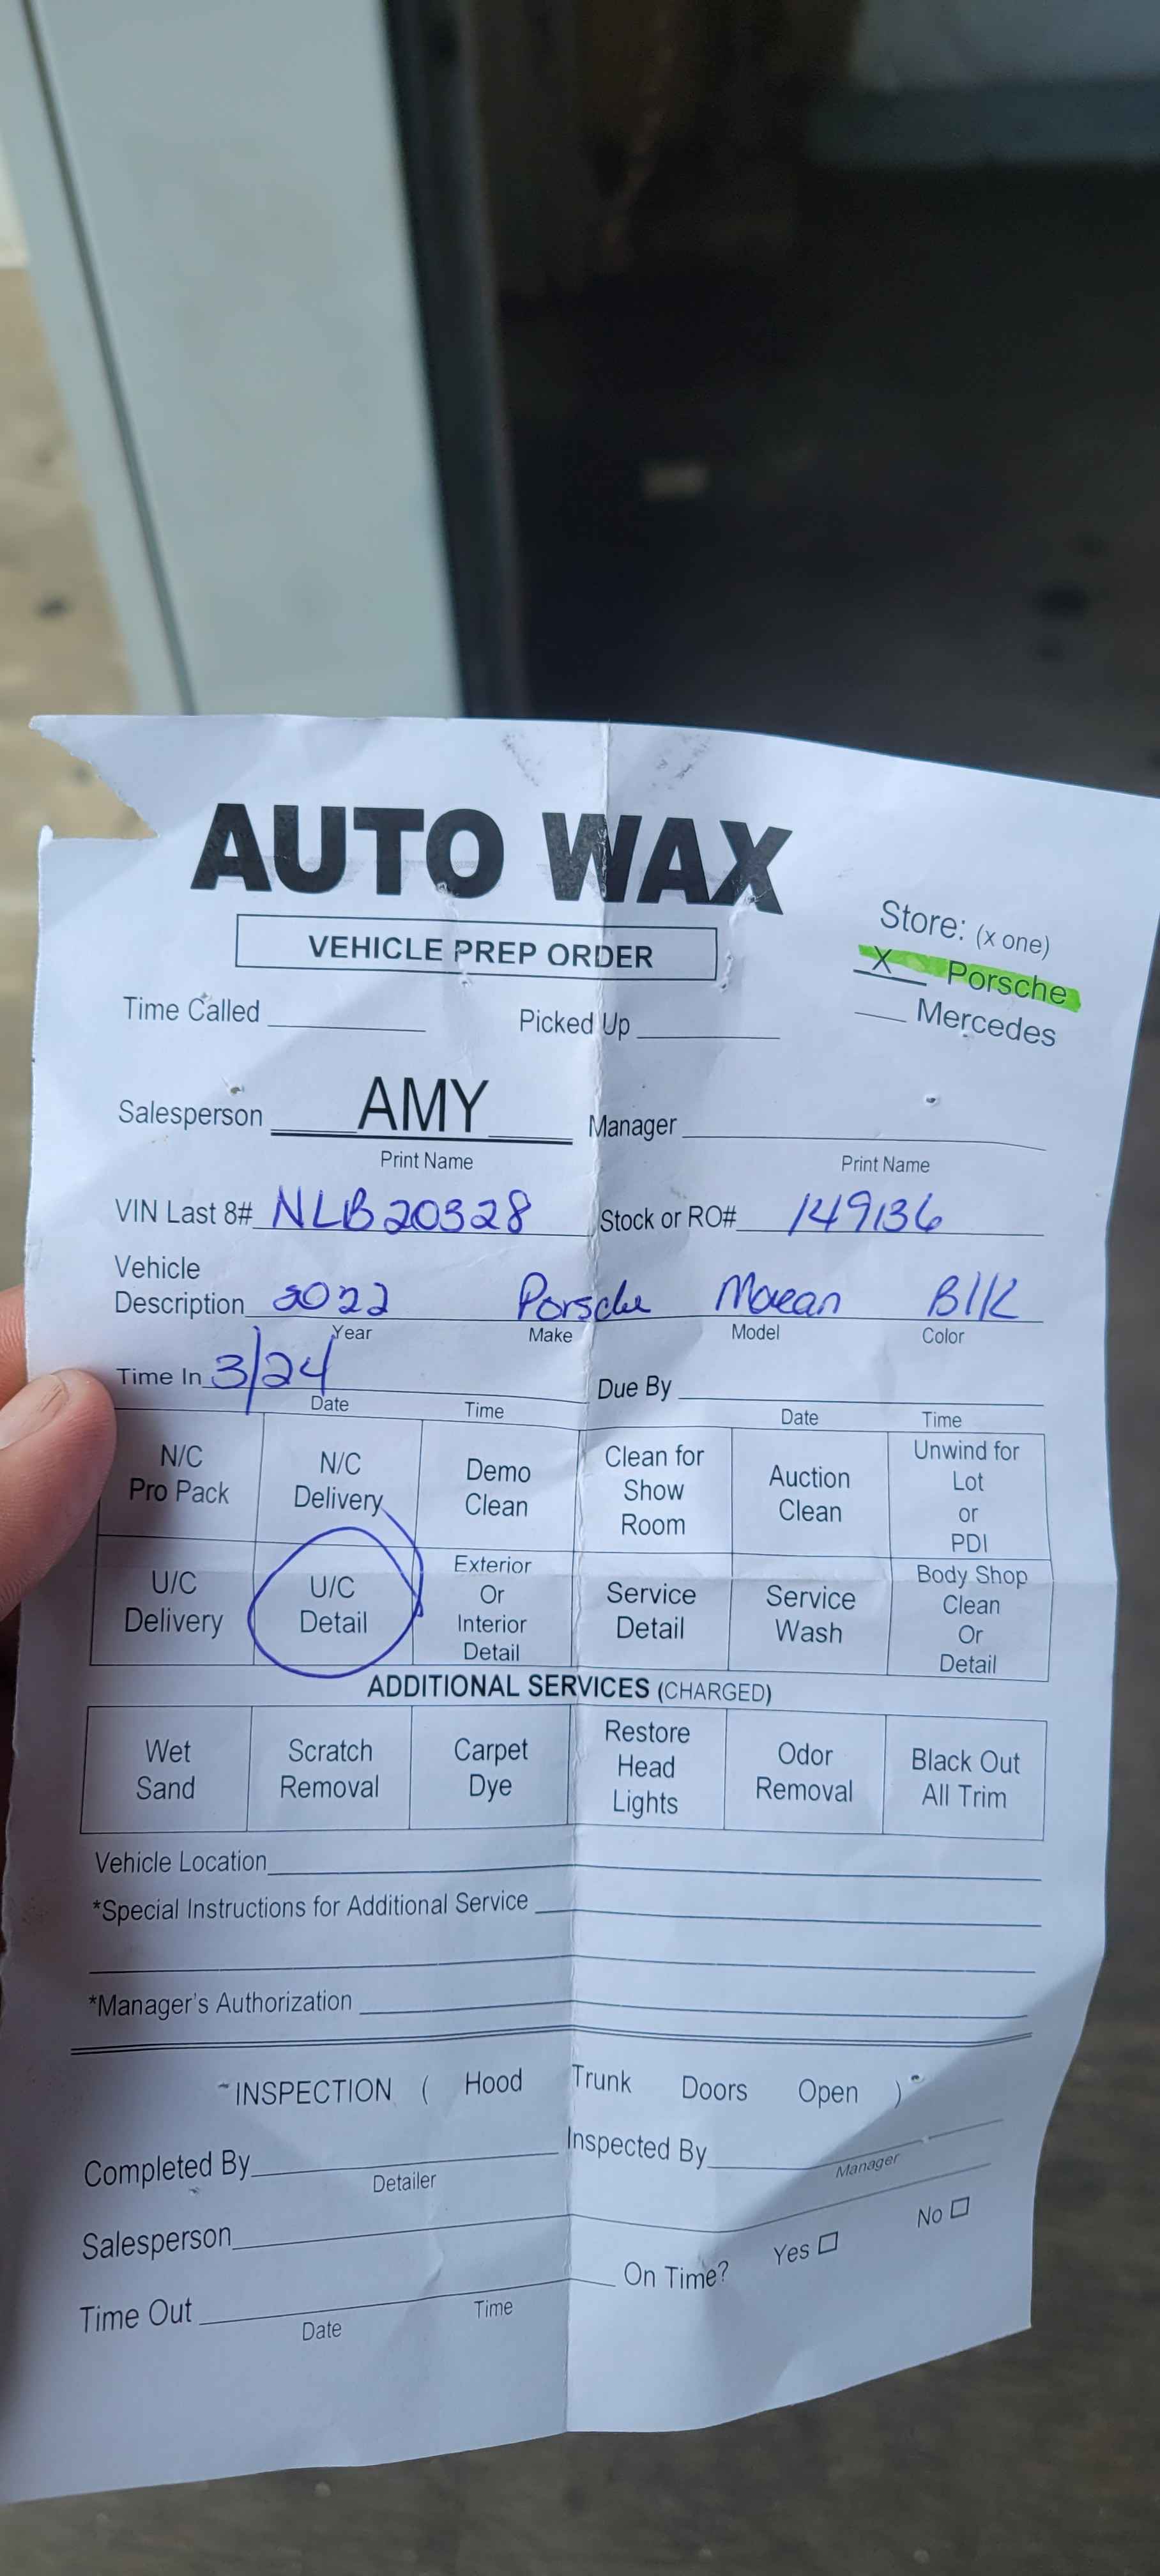 AUTO WAX
VEHICLE PREP ORDER
Store: (x one)
X Porsche
Mercedes
Time Called Picked Up
Salesperson AMY Manager
Print Name Print Name
VIN Last 8# NLB20328 Stock or RO# 149136
Vehicle
Description 2022 Porsche Macan Blk
Year Make Model Color
Time In 3/24 Due By
Date Time Date Time
N/C Pro Pack
N/C Delivery
Demo Clean
Clean for Show Room
Auction Clean
Unwind for Lot or PDI
U/C Delivery
U/C Detail
Exterior Or Interior Detail
Service Detail
Service Wash
Body Shop Clean Or Detail
ADDITIONAL SERVICES (CHARGED)
Wet Sand
Scratch Removal
Carpet Dye
Restore Head Lights
Odor Removal
Black Out All Trim
Vehicle Location
*Special Instructions for Additional Service
*Manager's Authorization
INSPECTION ( Hood Trunk Doors Open )
Completed By Inspected By
Detailer Manager
Salesperson
On Time? Yes No
Time Out
Date Time